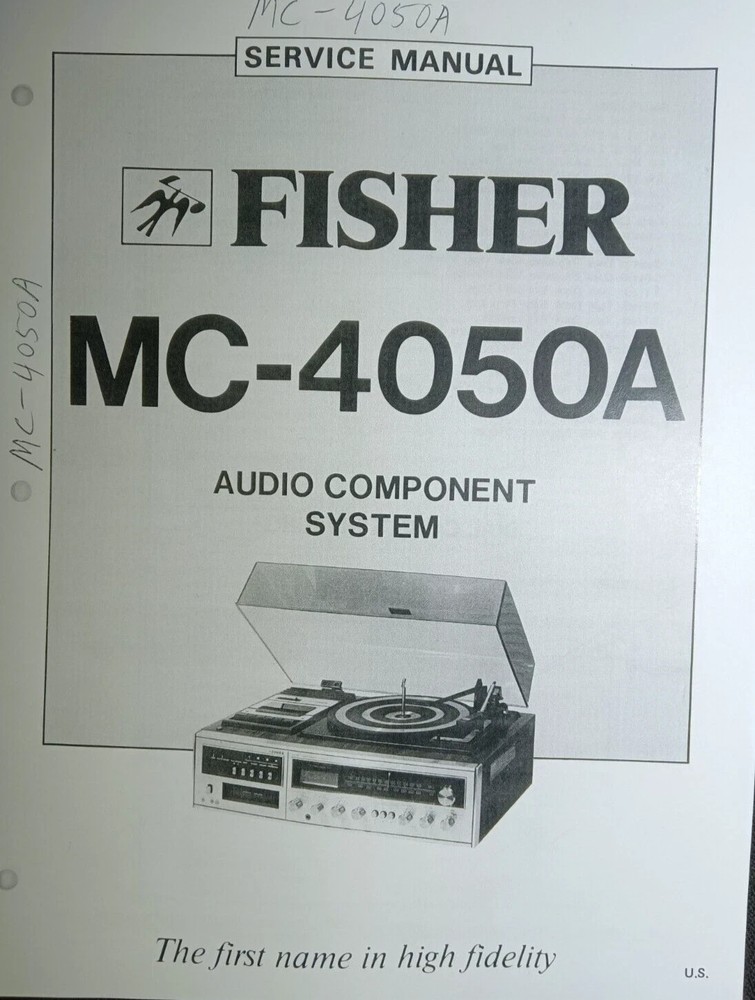 MC-4050A
SERVICE MANUAL
FISHER
MC-4050A
MC-4050A
AUDIO COMPONENT
SYSTEM
The first name in high fidelity
U.S.